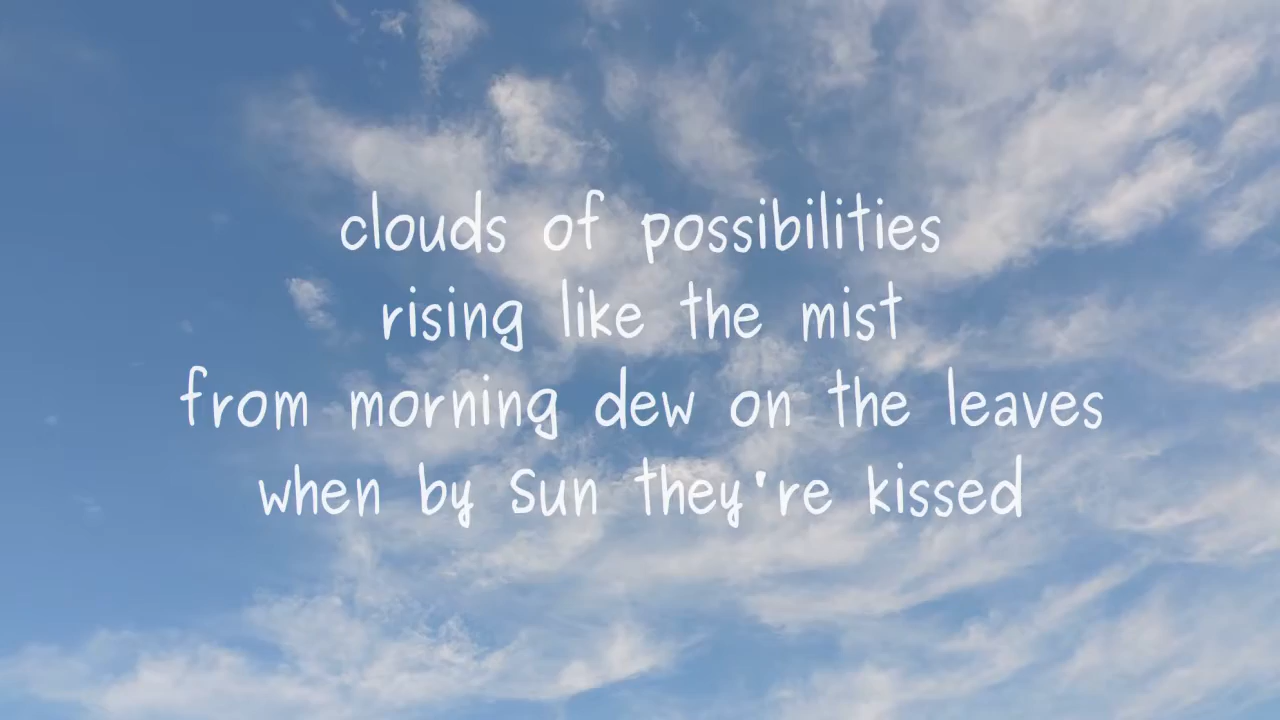 clouds of possibilities
rising like the mist
from morning dew on the leaves
when by Sun they're kissed